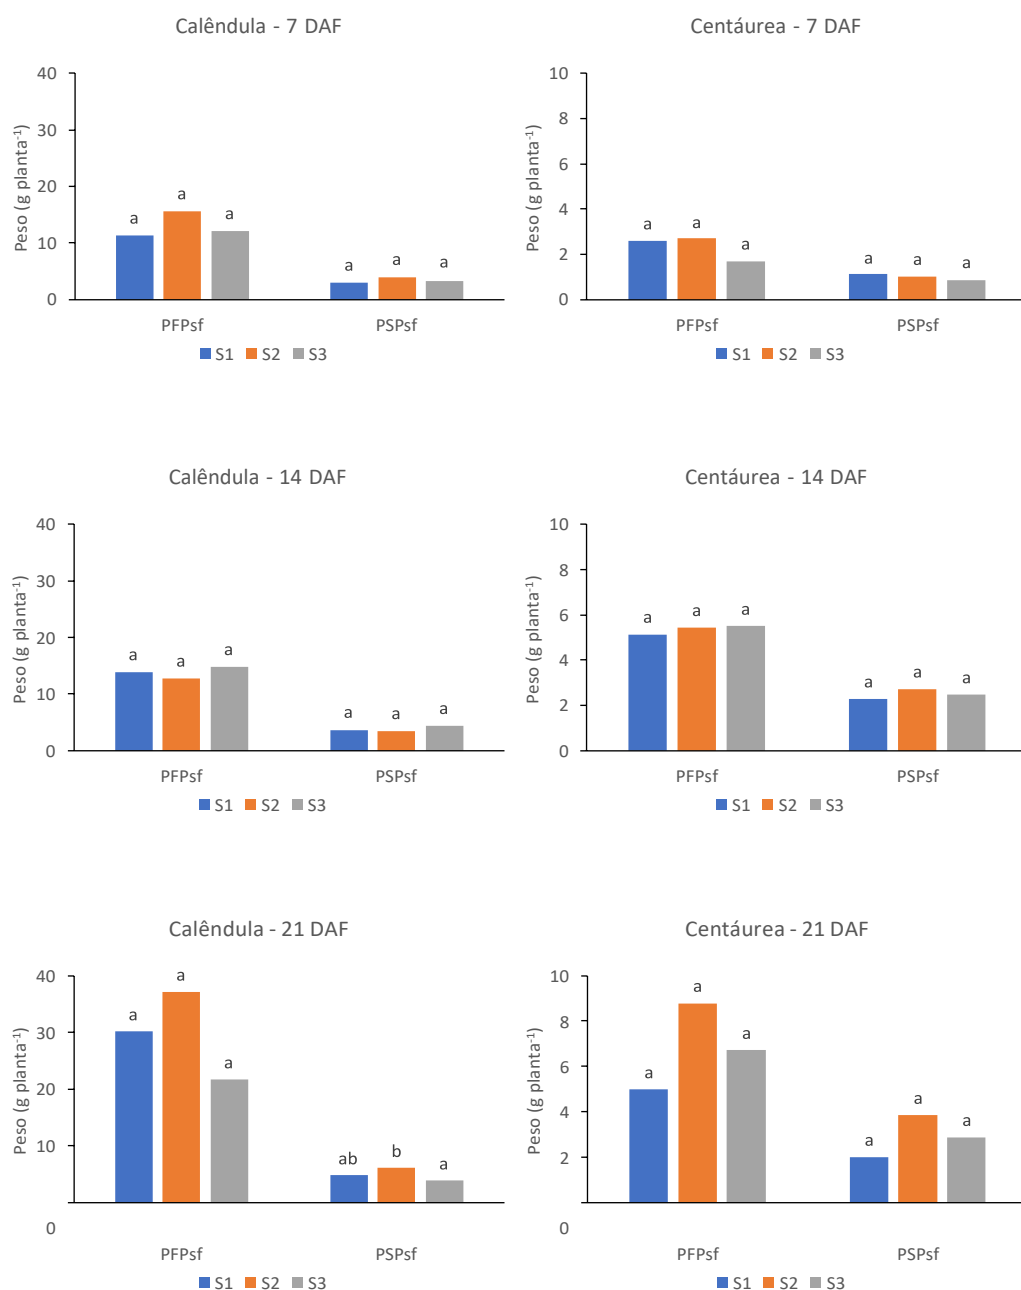 Calêndula - 7 DAF
Peso (g planta⁻¹)
40
30
20
10
0
a
a
a
a
a
a
PFPsf
PSPsf
S1 S2 S3
Centáurea - 7 DAF
Peso (g planta⁻¹)
10
8
6
4
2
0
a
a
a
a
a
a
PFPsf
PSPsf
S1 S2 S3
Calêndula - 14 DAF
Peso (g planta⁻¹)
40
30
20
10
0
a
a
a
a
a
a
PFPsf
PSPsf
S1 S2 S3
Centáurea - 14 DAF
Peso (g planta⁻¹)
10
8
6
4
2
0
a
a
a
a
a
a
PFPsf
PSPsf
S1 S2 S3
Calêndula - 21 DAF
Peso (g planta⁻¹)
40
30
20
10
0
a
a
a
ab
b
a
PFPsf
PSPsf
S1 S2 S3
Centáurea - 21 DAF
Peso (g planta⁻¹)
10
8
6
4
2
0
a
a
a
a
a
a
PFPsf
PSPsf
S1 S2 S3